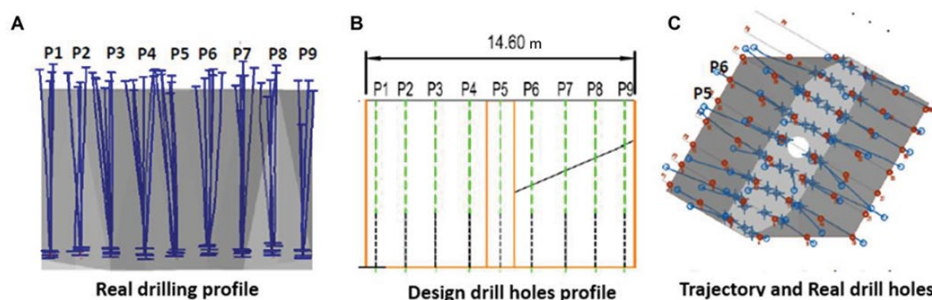 A
P1 P2 P3 P4 P5 P6 P7 P8 P9
Real drilling profile
B
14.60 m
P1 P2 P3 P4 P5 P6 P7 P8 P9
Design drill holes profile
C
P6
P5
Trajectory and Real drill holes